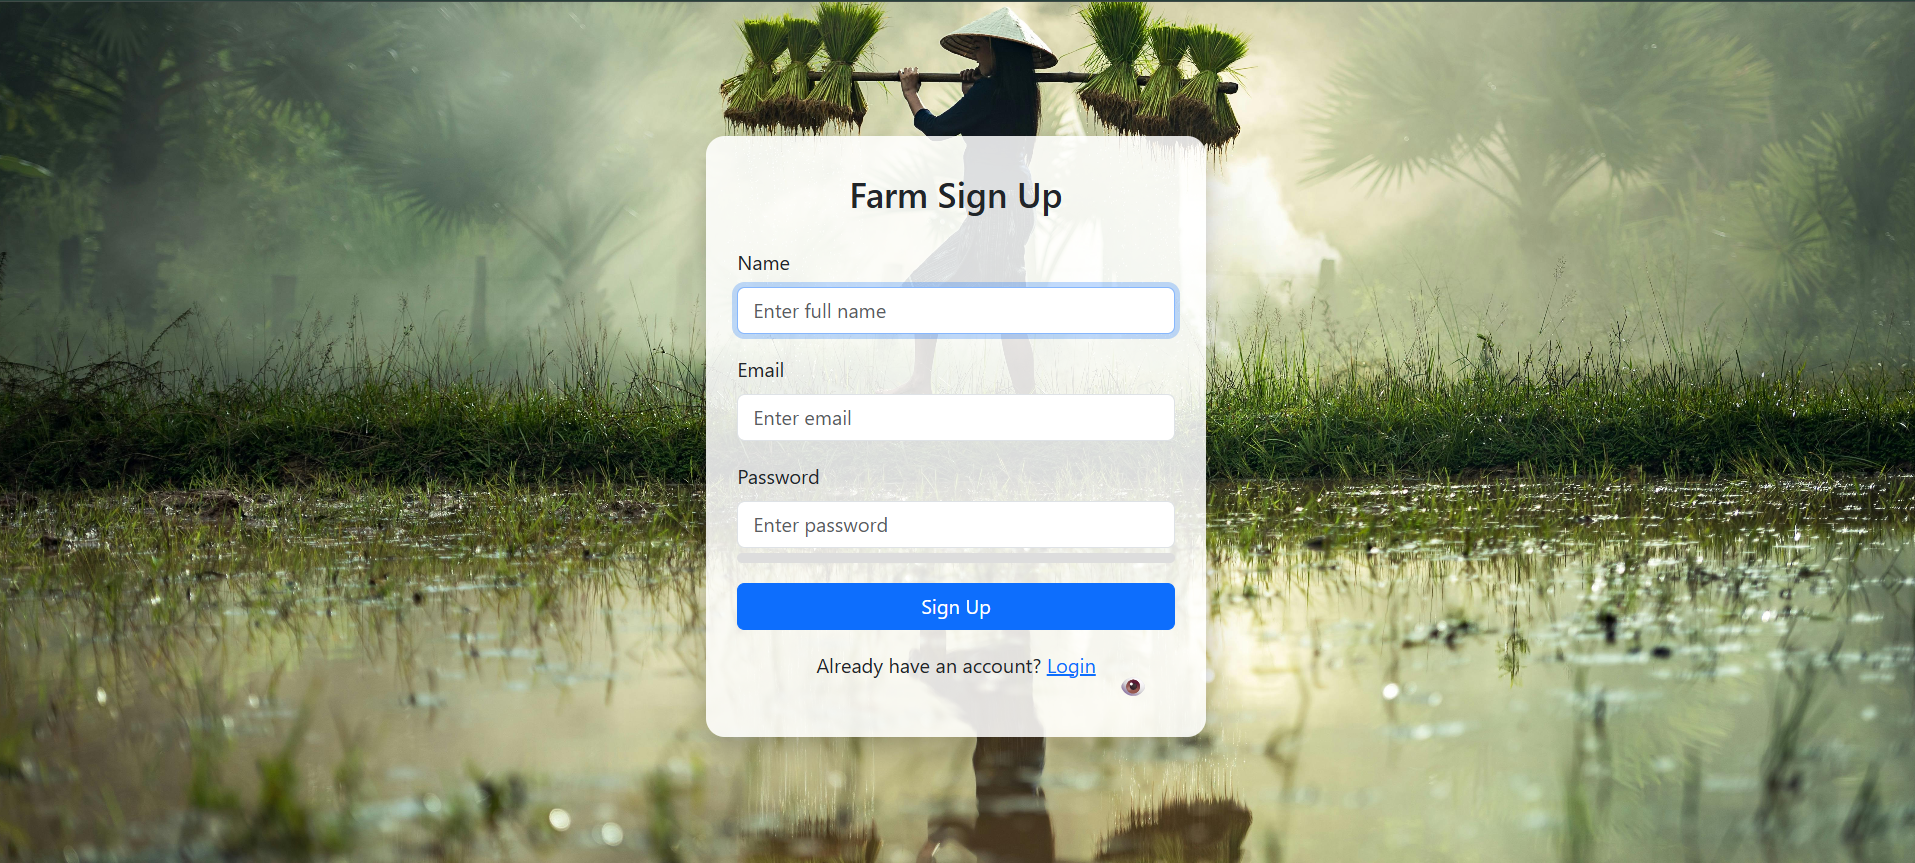 Farm Sign Up
Name
Enter full name
Email
Enter email
Password
Enter password
Sign Up
Already have an account? Login